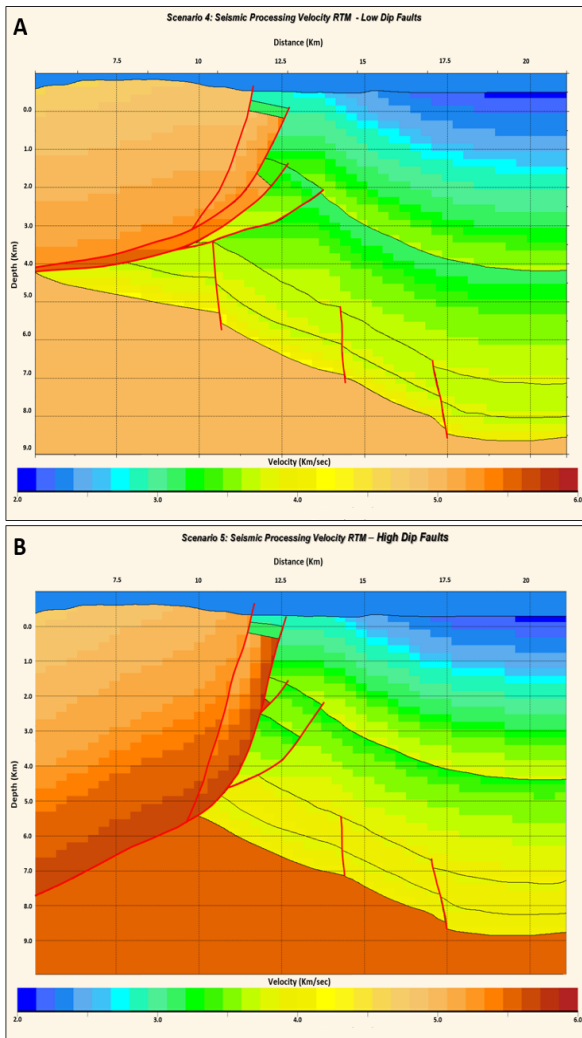 A
Scenario 4: Seismic Processing Velocity RTM - Low Dip Faults
Distance (Km)
7.5 10 12.5 15 17.5 20
0.0
1.0
2.0
3.0
4.0
5.0
6.0
7.0
8.0
9.0
Depth (Km)
Velocity (Km/sec)
2.0 3.0 4.0 5.0 6.0
B
Scenario 5: Seismic Processing Velocity RTM – High Dip Faults
Distance (Km)
7.5 10 12.5 15 17.5 20
0.0
1.0
2.0
3.0
4.0
5.0
6.0
7.0
8.0
9.0
Depth (Km)
Velocity (Km/sec)
2.0 3.0 4.0 5.0 6.0